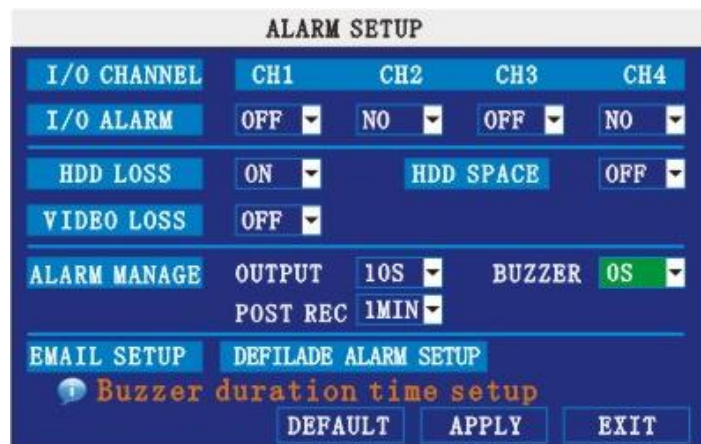 ALARM SETUP
I/O CHANNEL CH1 CH2 CH3 CH4
I/O ALARM OFF NO OFF NO
HDD LOSS ON HDD SPACE OFF
VIDEO LOSS OFF
ALARM MANAGE OUTPUT 10S BUZZER 0S
POST REC 1MIN
EMAIL SETUP DEFILADE ALARM SETUP
Buzzer duration time setup
DEFAULT APPLY EXIT